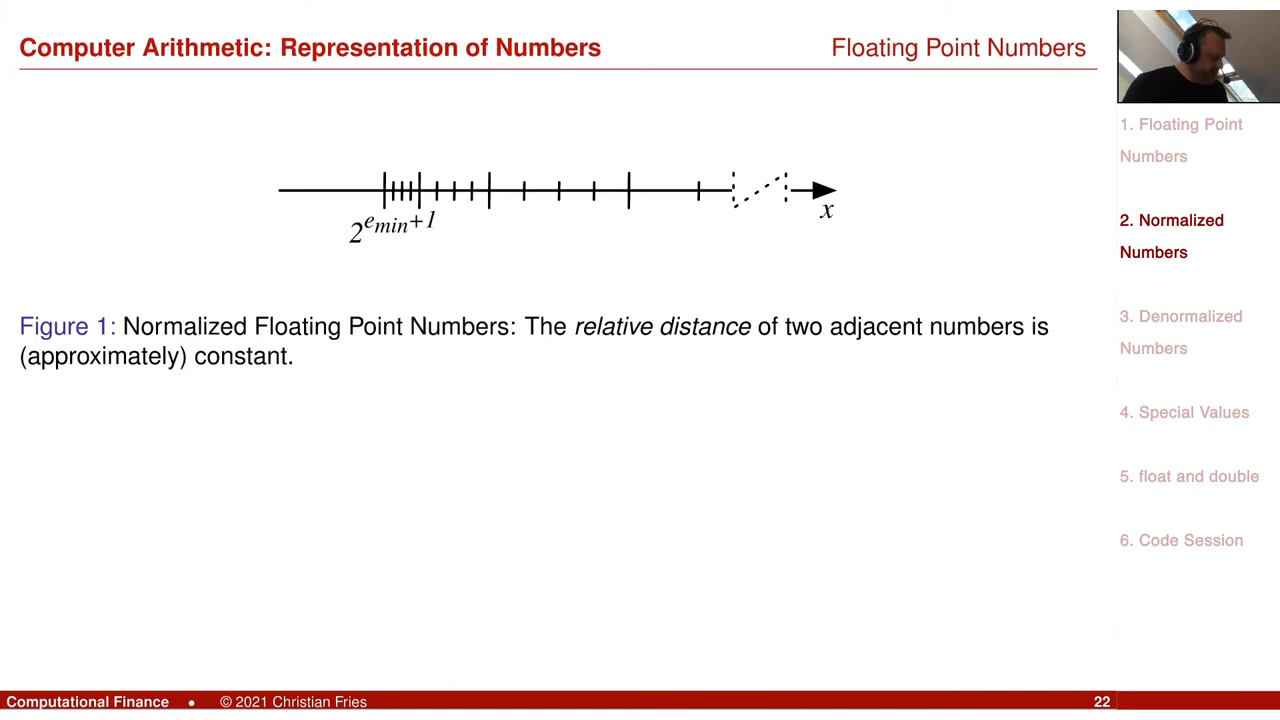 Computer Arithmetic: Representation of Numbers
Floating Point Numbers
2^{e_{min}+1}
x
Figure 1: Normalized Floating Point Numbers: The relative distance of two adjacent numbers is
(approximately) constant.
1. Floating Point
Numbers
2. Normalized
Numbers
3. Denormalized
Numbers
4. Special Values
5. float and double
6. Code Session
Computational Finance • © 2021 Christian Fries 22